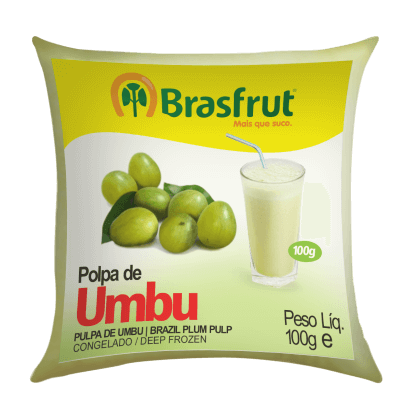 Brasfrut®
Mais que suco.
100g
Polpa de
Umbu
PULPA DE UMBU | BRAZIL PLUM PULP
CONGELADO / DEEP FROZEN
Peso Líq.
100g e